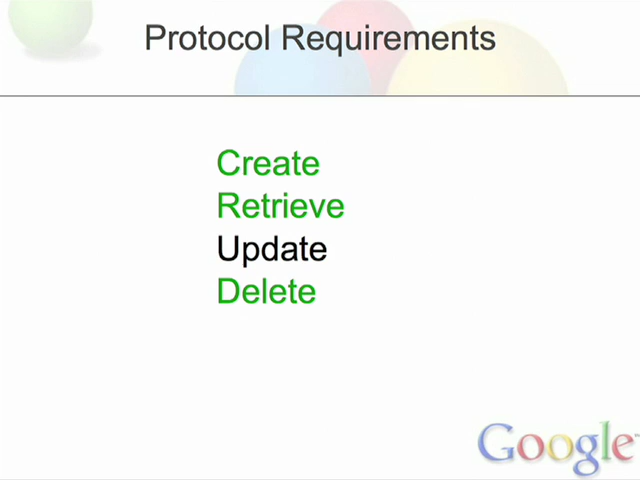 Protocol Requirements
Create
Retrieve
Update
Delete
Google